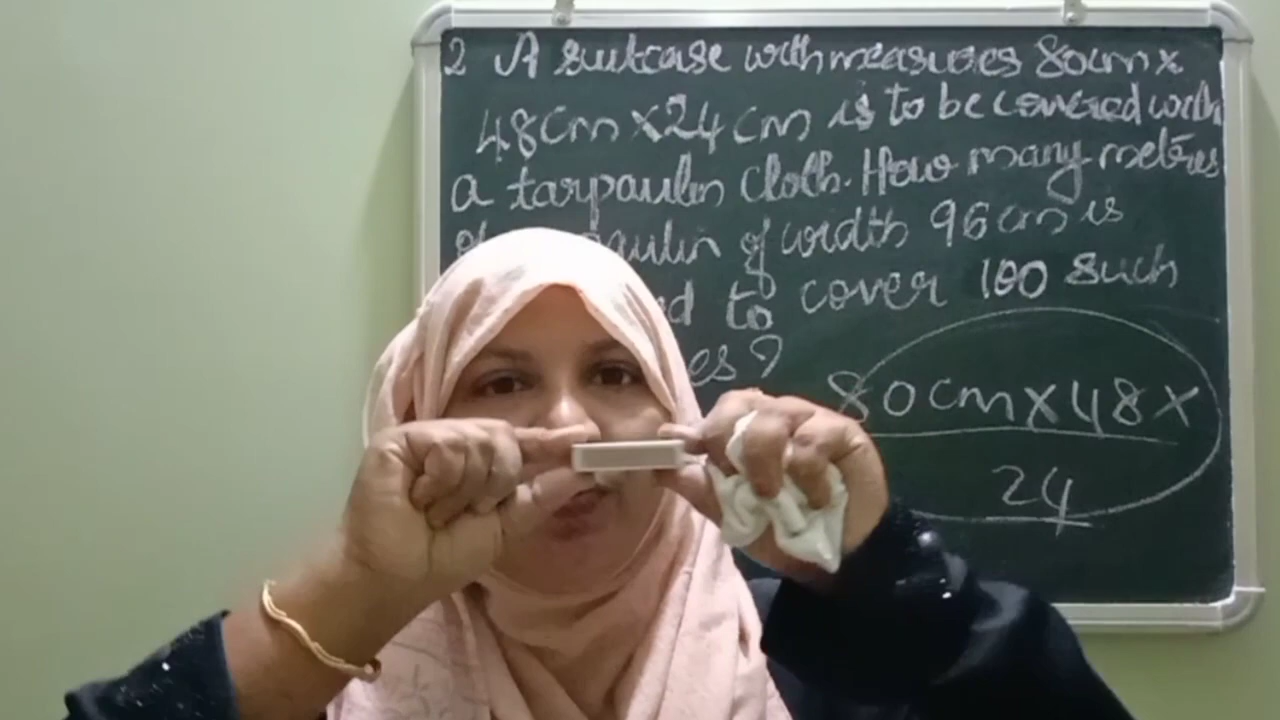 2 A suitcase with measures 80cm x
48cm x 24 cm is to be covered with
a tarpaulin cloth. How many metres
of width 96 cm is
to cover 100 such
80cm x 48 x
24